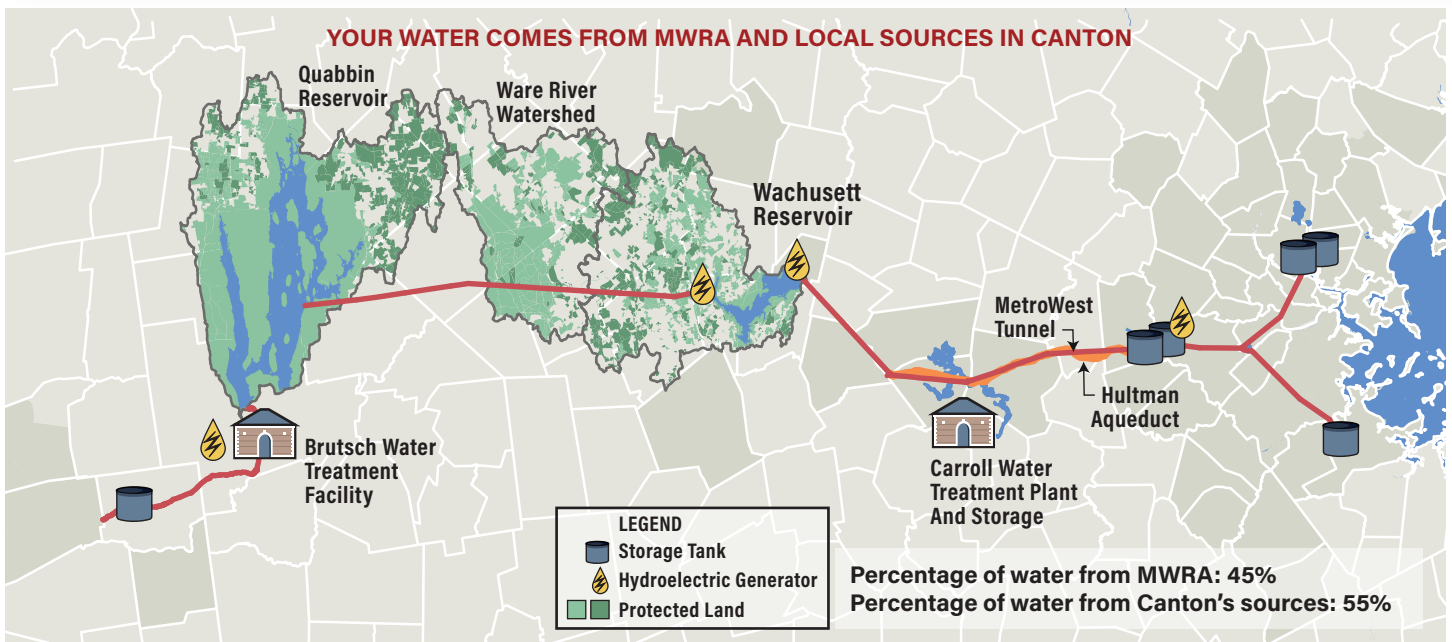 YOUR WATER COMES FROM MWRA AND LOCAL SOURCES IN CANTON
Quabbin
Reservoir
Ware River
Watershed
Wachusett
Reservoir
MetroWest
Tunnel
Hultman
Aqueduct
Brutsch Water
Treatment
Facility
Carroll Water
Treatment Plant
And Storage
LEGEND
Storage Tank
Hydroelectric Generator
Protected Land
Percentage of water from MWRA: 45%
Percentage of water from Canton's sources: 55%